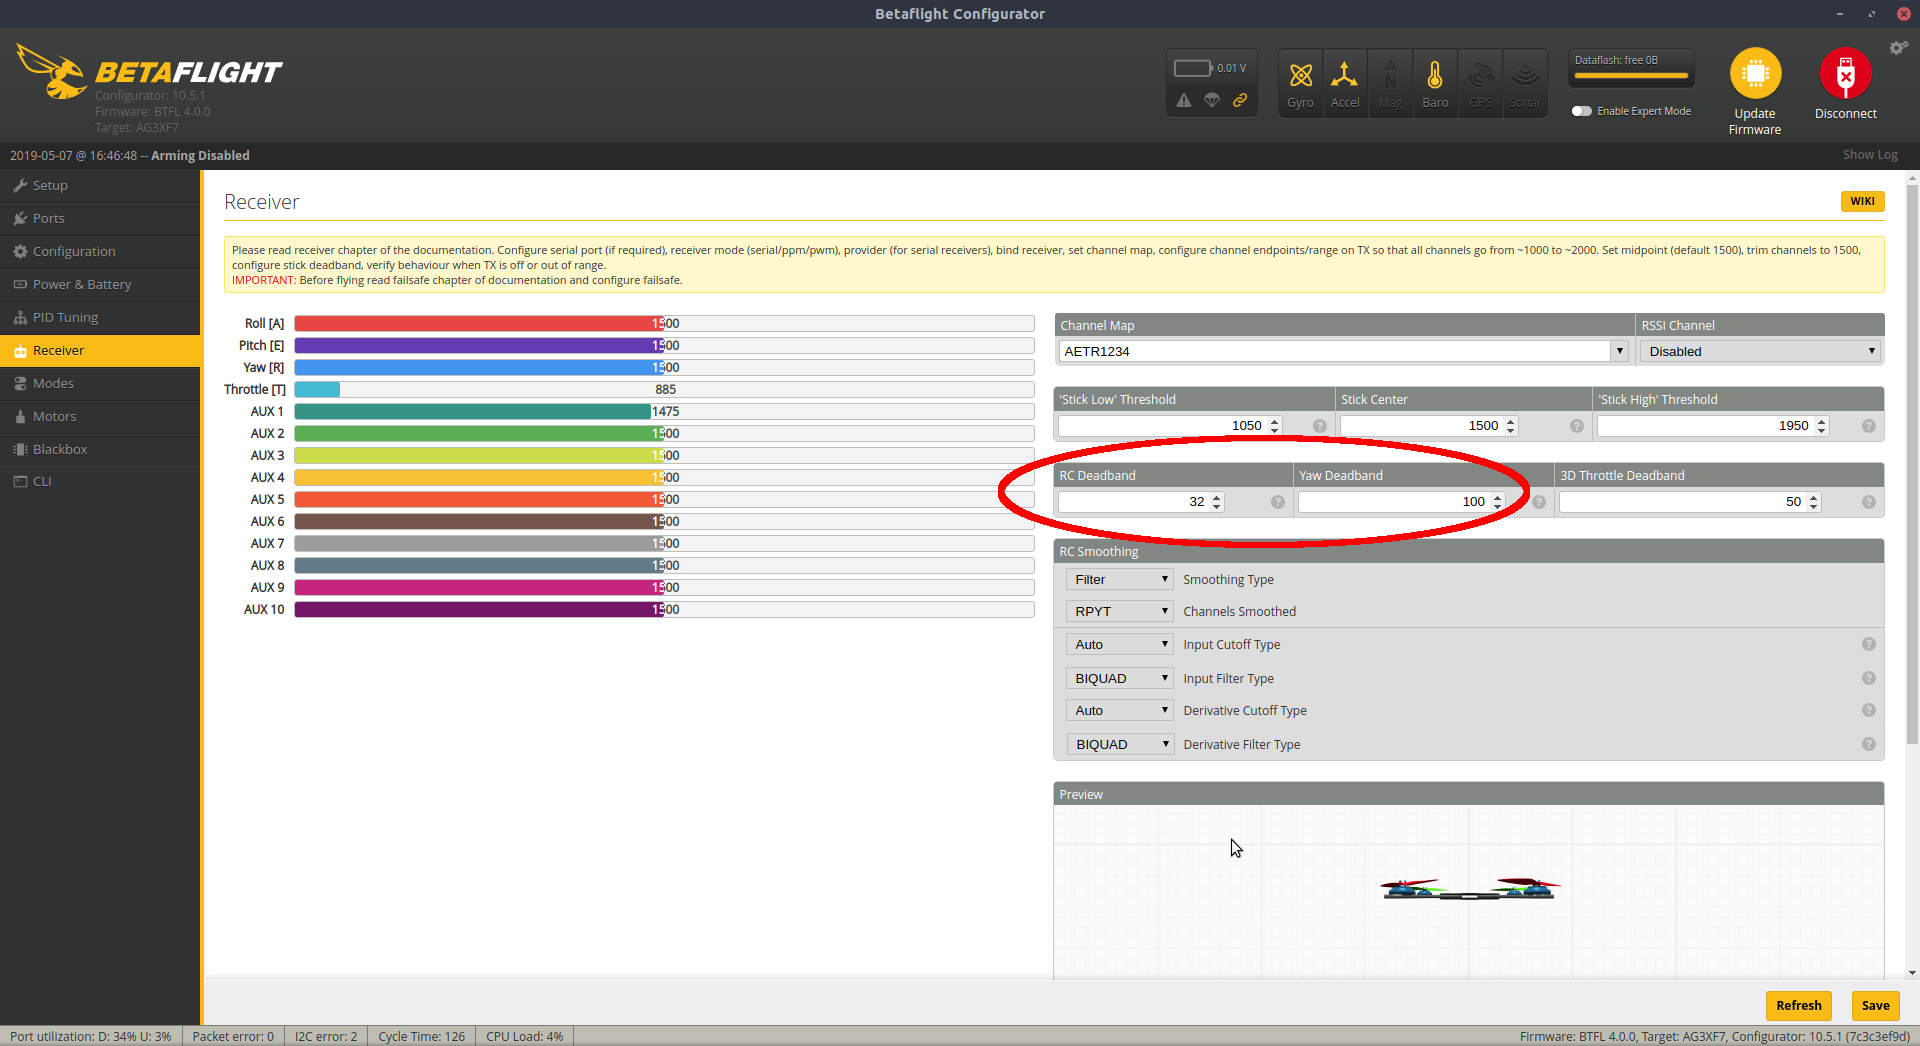 Betaflight Configurator
BETAFLIGHT
Configurator: 10.5.1
Firmware: BTFL 4.0.0
Target: AG3XF7
0.01 V
Gyro
Accel
Mag
Baro
GPS
Sonar
Dataflash: free 0B
Enable Expert Mode
Update
Firmware
Disconnect
2019-05-07 @ 16:46:48 -- Arming Disabled
Show Log
Setup
Ports
Configuration
Power & Battery
PID Tuning
Receiver
Modes
Motors
Blackbox
CLI
Receiver
WIKI
Please read receiver chapter of the documentation. Configure serial port (if required), receiver mode (serial/ppm/pwm), provider (for serial receivers), bind receiver, set channel map, configure channel endpoints/range on TX so that all channels go from ~1000 to ~2000. Set midpoint (default 1500), trim channels to 1500,
configure stick deadband, verify behaviour when TX is off or out of range.
IMPORTANT: Before flying read failsafe chapter of documentation and configure failsafe.
Roll [A] 1500
Pitch [E] 1500
Yaw [R] 1500
Throttle [T] 885
AUX 1 1475
AUX 2 1500
AUX 3 1500
AUX 4 1500
AUX 5 1500
AUX 6 1500
AUX 7 1500
AUX 8 1500
AUX 9 1500
AUX 10 1500
Channel Map RSSI Channel
AETR1234 Disabled
'Stick Low' Threshold Stick Center 'Stick High' Threshold
1050 ? 1500 ? 1950 ?
RC Deadband Yaw Deadband 3D Throttle Deadband
32 ? 100 ? 50 ?
RC Smoothing
Filter Smoothing Type
RPYT Channels Smoothed
Auto Input Cutoff Type ?
BIQUAD Input Filter Type ?
Auto Derivative Cutoff Type ?
BIQUAD Derivative Filter Type ?
Preview
Refresh Save
Port utilization: D: 34% U: 3% Packet error: 0 I2C error: 2 Cycle Time: 126 CPU Load: 4% Firmware: BTFL 4.0.0, Target: AG3XF7, Configurator: 10.5.1 (7c3c3ef9d)